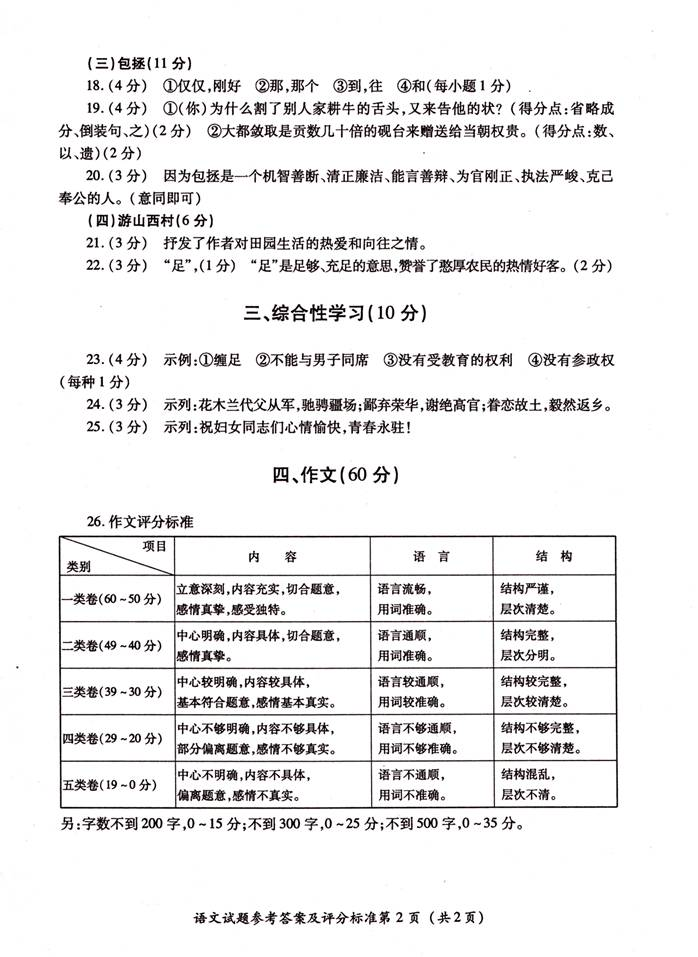 (三)包拯(11 分)
18.(4 分) ①仅仅,刚好 ②那,那个 ③到,往 ④和(每小题 1 分)
19.(4 分) ①(你)为什么割了别人家耕牛的舌头,又来告他的状?(得分点:省略成
分、倒装句、之)(2 分) ②大都敛取是贡数几十倍的砚台来赠送给当朝权贵。(得分点:数、
以、遗)(2 分)
20.(3 分) 因为包拯是一个机智善断、清正廉洁、能言善辩、为官刚正、执法严峻、克己
奉公的人。(意同即可)
(四)游山西村(6 分)
21.(3 分) 抒发了作者对田园生活的热爱和向往之情。
22.(3 分) “足”,(1 分) “足”是足够、充足的意思,赞誉了憨厚农民的热情好客。(2 分)
三、综合性学习(10 分)
23.(4 分) 示例:①缠足 ②不能与男子同席 ③没有受教育的权利 ④没有参政权
(每种 1 分)
24.(3 分) 示列:花木兰代父从军,驰骋疆场;鄙弃荣华,谢绝高官;眷恋故土,毅然返乡。
25.(3 分) 示列:祝妇女同志们心情愉快,青春永驻!
四、作文(60 分)
26.作文评分标准
项目
类别
内 容
语 言
结 构
一类卷(60~50 分)
立意深刻,内容充实,切合题意,
感情真挚,感受独特。
语言流畅,
用词准确。
结构严谨,
层次清楚。
二类卷(49~40 分)
中心明确,内容具体,切合题意,
感情真挚。
语言通顺,
用词准确。
结构完整,
层次分明。
三类卷(39~30 分)
中心较明确,内容较具体,
基本符合题意,感情基本真实。
语言较通顺,
用词较准确。
结构较完整,
层次较清楚。
四类卷(29~20 分)
中心不够明确,内容不够具体,
部分偏离题意,感情不够真实。
语言不够通顺,
用词不够准确。
结构不够完整,
层次不够清楚。
五类卷(19~0 分)
中心不明确,内容不具体,
偏离题意,感情不真实。
语言不通顺,
用词不准确。
结构混乱,
层次不清。
另:字数不到 200 字,0~15 分;不到 300 字,0~25 分;不到 500 字,0~35 分。
语文试题参考答案及评分标准第 2 页 (共 2 页)